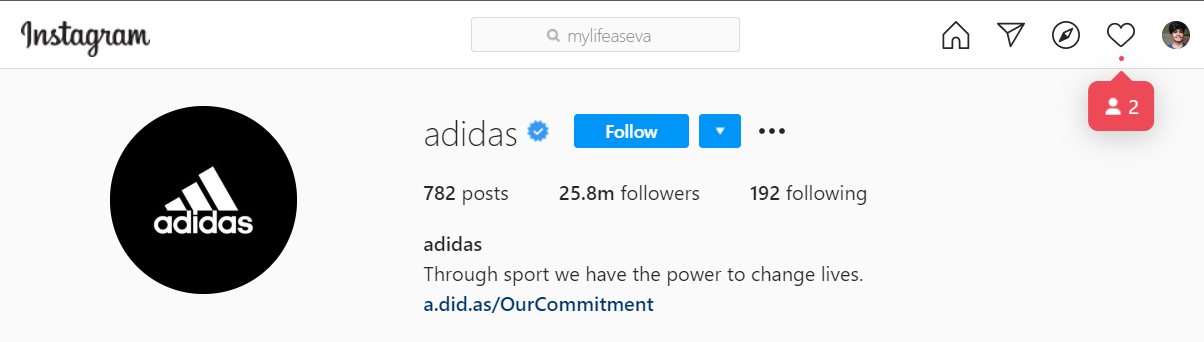 Instagram
mylifeaseva
2
adidas
Follow
782 posts 25.8m followers 192 following
adidas
adidas
Through sport we have the power to change lives.
a.did.as/OurCommitment